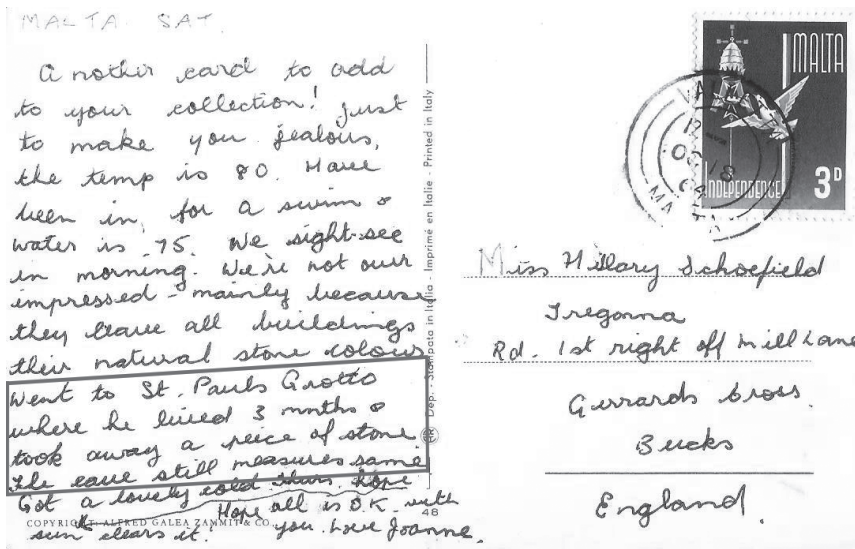 MALTA SAT.
Another card to add
to your collection! Just
to make you jealous,
the temp is 80. Have
been in, for a swim &
water is 75. We sight-see
in morning. We're not our
impressed - mainly because
they leave all buildings
their natural stone colour
Went to St. Pauls Grotto
where he lived 3 mnths &
took away a peice of stone.
The cave still measures same
Got a lovely cold. Hope
sun clears it! Hope all is O.K. with
you. Love Joanne.
COPYRIGHT: ALFRED GALEA ZAMMIT & CO.
48
Dep. - Stampata in Italia - Imprimé en Italie - Printed in Italy
MALTA
INDEPENDENCE
3D
Miss Hillary Schoefield
Tregonna
Rd. 1st right off Mill Lane
Gerrards Cross.
Bucks
England.